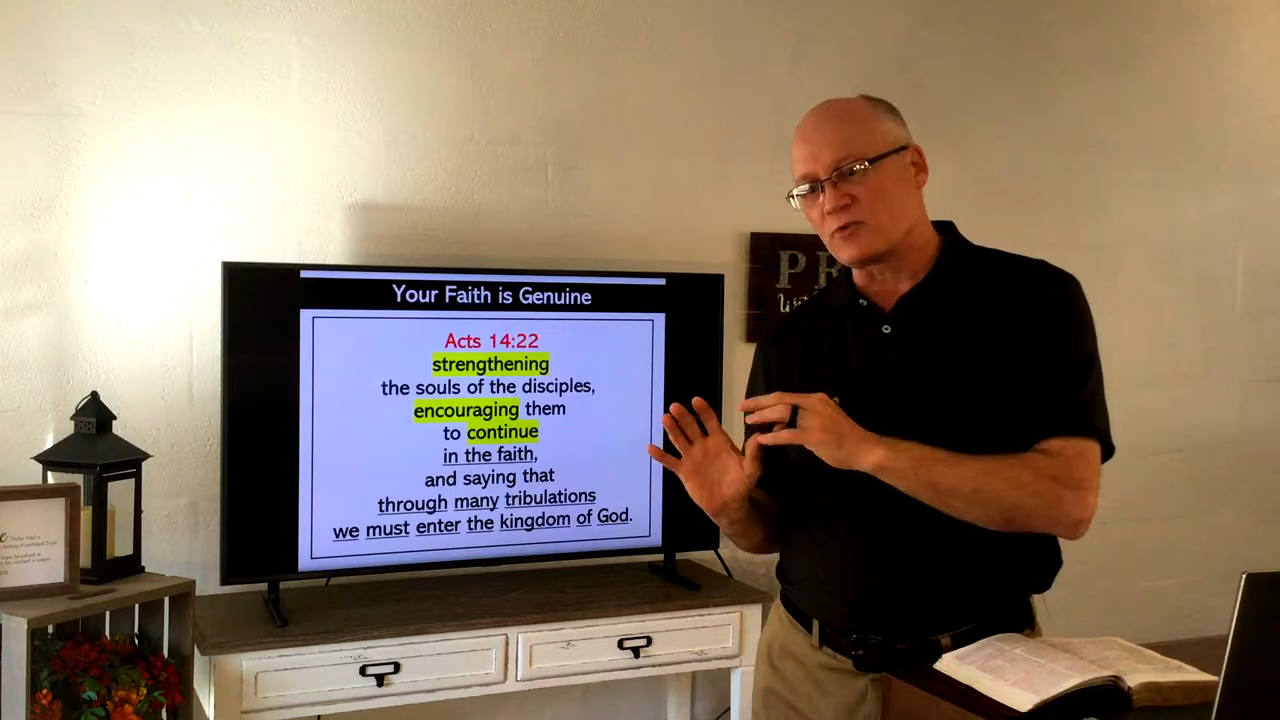 Your Faith is Genuine
Acts 14:22
strengthening
the souls of the disciples,
encouraging them
to continue
in the faith,
and saying that
through many tribulations
we must enter the kingdom of God.